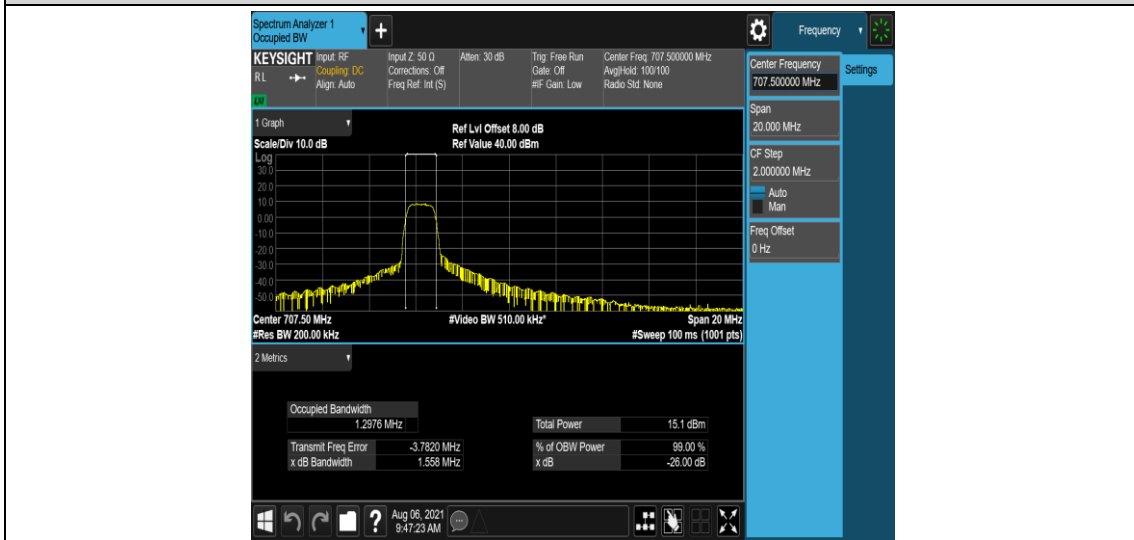 Spectrum Analyzer 1
Occupied BW
+
Frequency
KEYSIGHT Input: RF Input Z: 50 Ω Atten: 30 dB Trig: Free Run Center Freq: 707.500000 MHz
RL Coupling: DC Corrections: Off Gate: Off Avg|Hold: 100/100
Align: Auto Freq Ref: Int (S) #IF Gain: Low Radio Std: None
Center Frequency
707.500000 MHz
Settings
Span
20.000 MHz
CF Step
2.000000 MHz
Auto
Man
Freq Offset
0 Hz
1 Graph
Ref Lvl Offset 8.00 dB
Scale/Div 10.0 dB Ref Value 40.00 dBm
Log
30.0
20.0
10.0
0.00
-10.0
-20.0
-30.0
-40.0
-50.0
Center 707.50 MHz #Video BW 510.00 kHz* Span 20 MHz
#Res BW 200.00 kHz #Sweep 100 ms (1001 pts)
2 Metrics
Occupied Bandwidth
1.2976 MHz Total Power 15.1 dBm
Transmit Freq Error -3.7820 MHz % of OBW Power 99.00 %
x dB Bandwidth 1.558 MHz x dB -26.00 dB
? Aug 06, 2021
9:47:23 AM